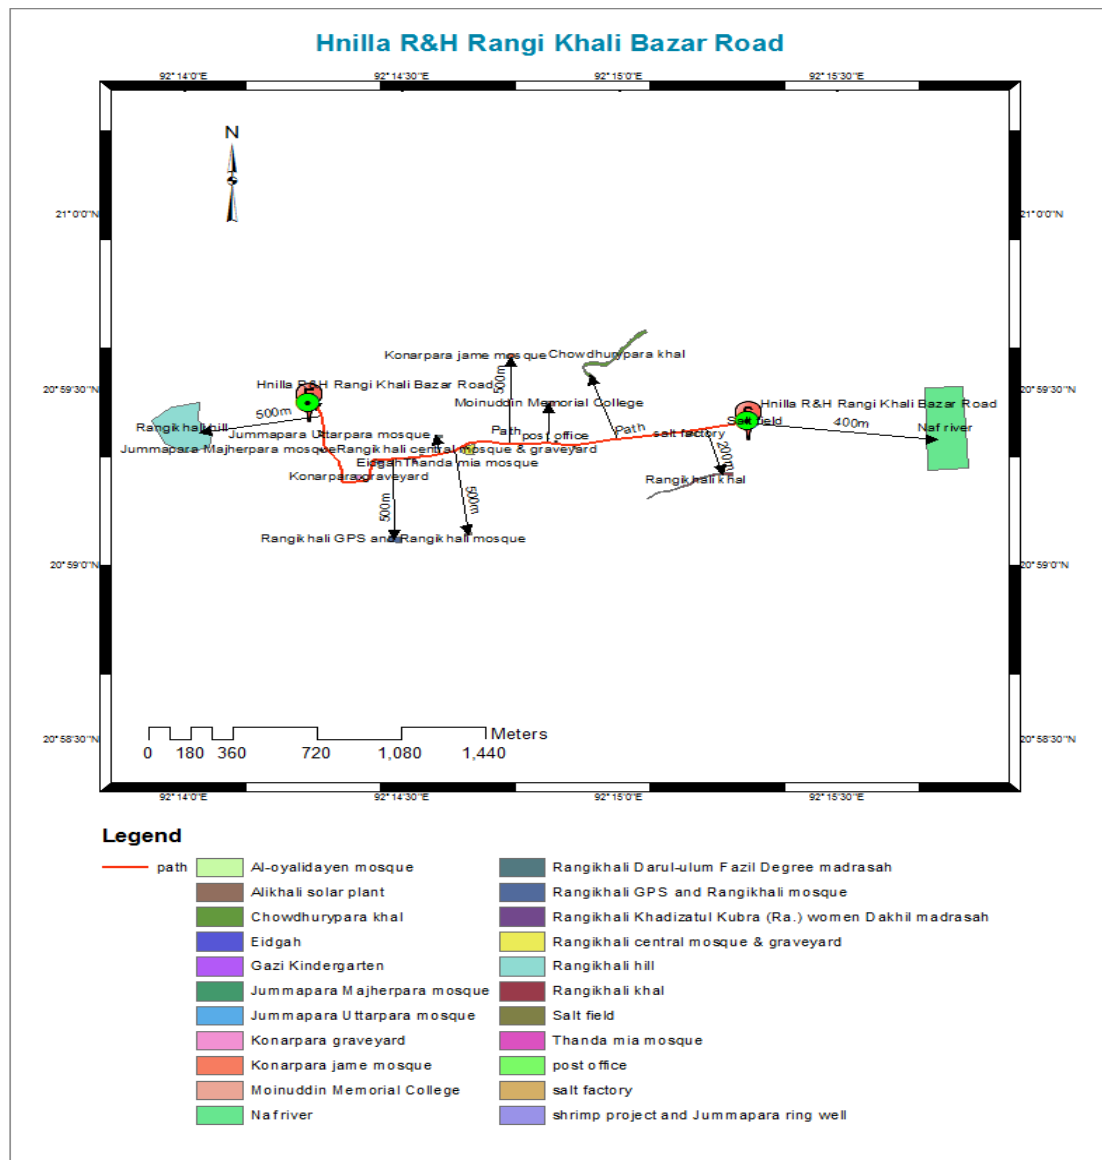 Hnilla R&H Rangi Khali Bazar Road
92°14'0"E 92°14'30"E 92°15'0"E 92°15'30"E
N
21°0'0"N 21°0'0"N
Konarpara jame mosque Chowdhurypara khal
500m
20°59'30"N Hnilla R&H Rangi Khali Bazar Road 20°59'30"N
Moinuddin Memorial College Hnilla R&H Rangi Khali Bazar Road
500m S Salt field 400m
Rangikhali hill Jummapara Uttarpara mosque Path post office Path salt factory Naf river
Jummapara Majherpara mosque Rangikhali central mosque & graveyard
Eidgah Thanda mia mosque 200m
Konarpara graveyard Rangikhali khal
500m 500m
Rangikhali GPS and Rangikhali mosque
20°59'0"N 20°59'0"N
20°58'30"N 20°58'30"N
Meters
0 180 360 720 1,080 1,440
92°14'0"E 92°14'30"E 92°15'0"E 92°15'30"E
Legend
path
Al-oyalidayen mosque
Alikhali solar plant
Chowdhurypara khal
Eidgah
Gazi Kindergarten
Jummapara Majherpara mosque
Jummapara Uttarpara mosque
Konarpara graveyard
Konarpara jame mosque
Moinuddin Memorial College
Naf river
Rangikhali Darul-ulum Fazil Degree madrasah
Rangikhali GPS and Rangikhali mosque
Rangikhali Khadizatul Kubra (Ra.) women Dakhil madrasah
Rangikhali central mosque & graveyard
Rangikhali hill
Rangikhali khal
Salt field
Thanda mia mosque
post office
salt factory
shrimp project and Jummapara ring well